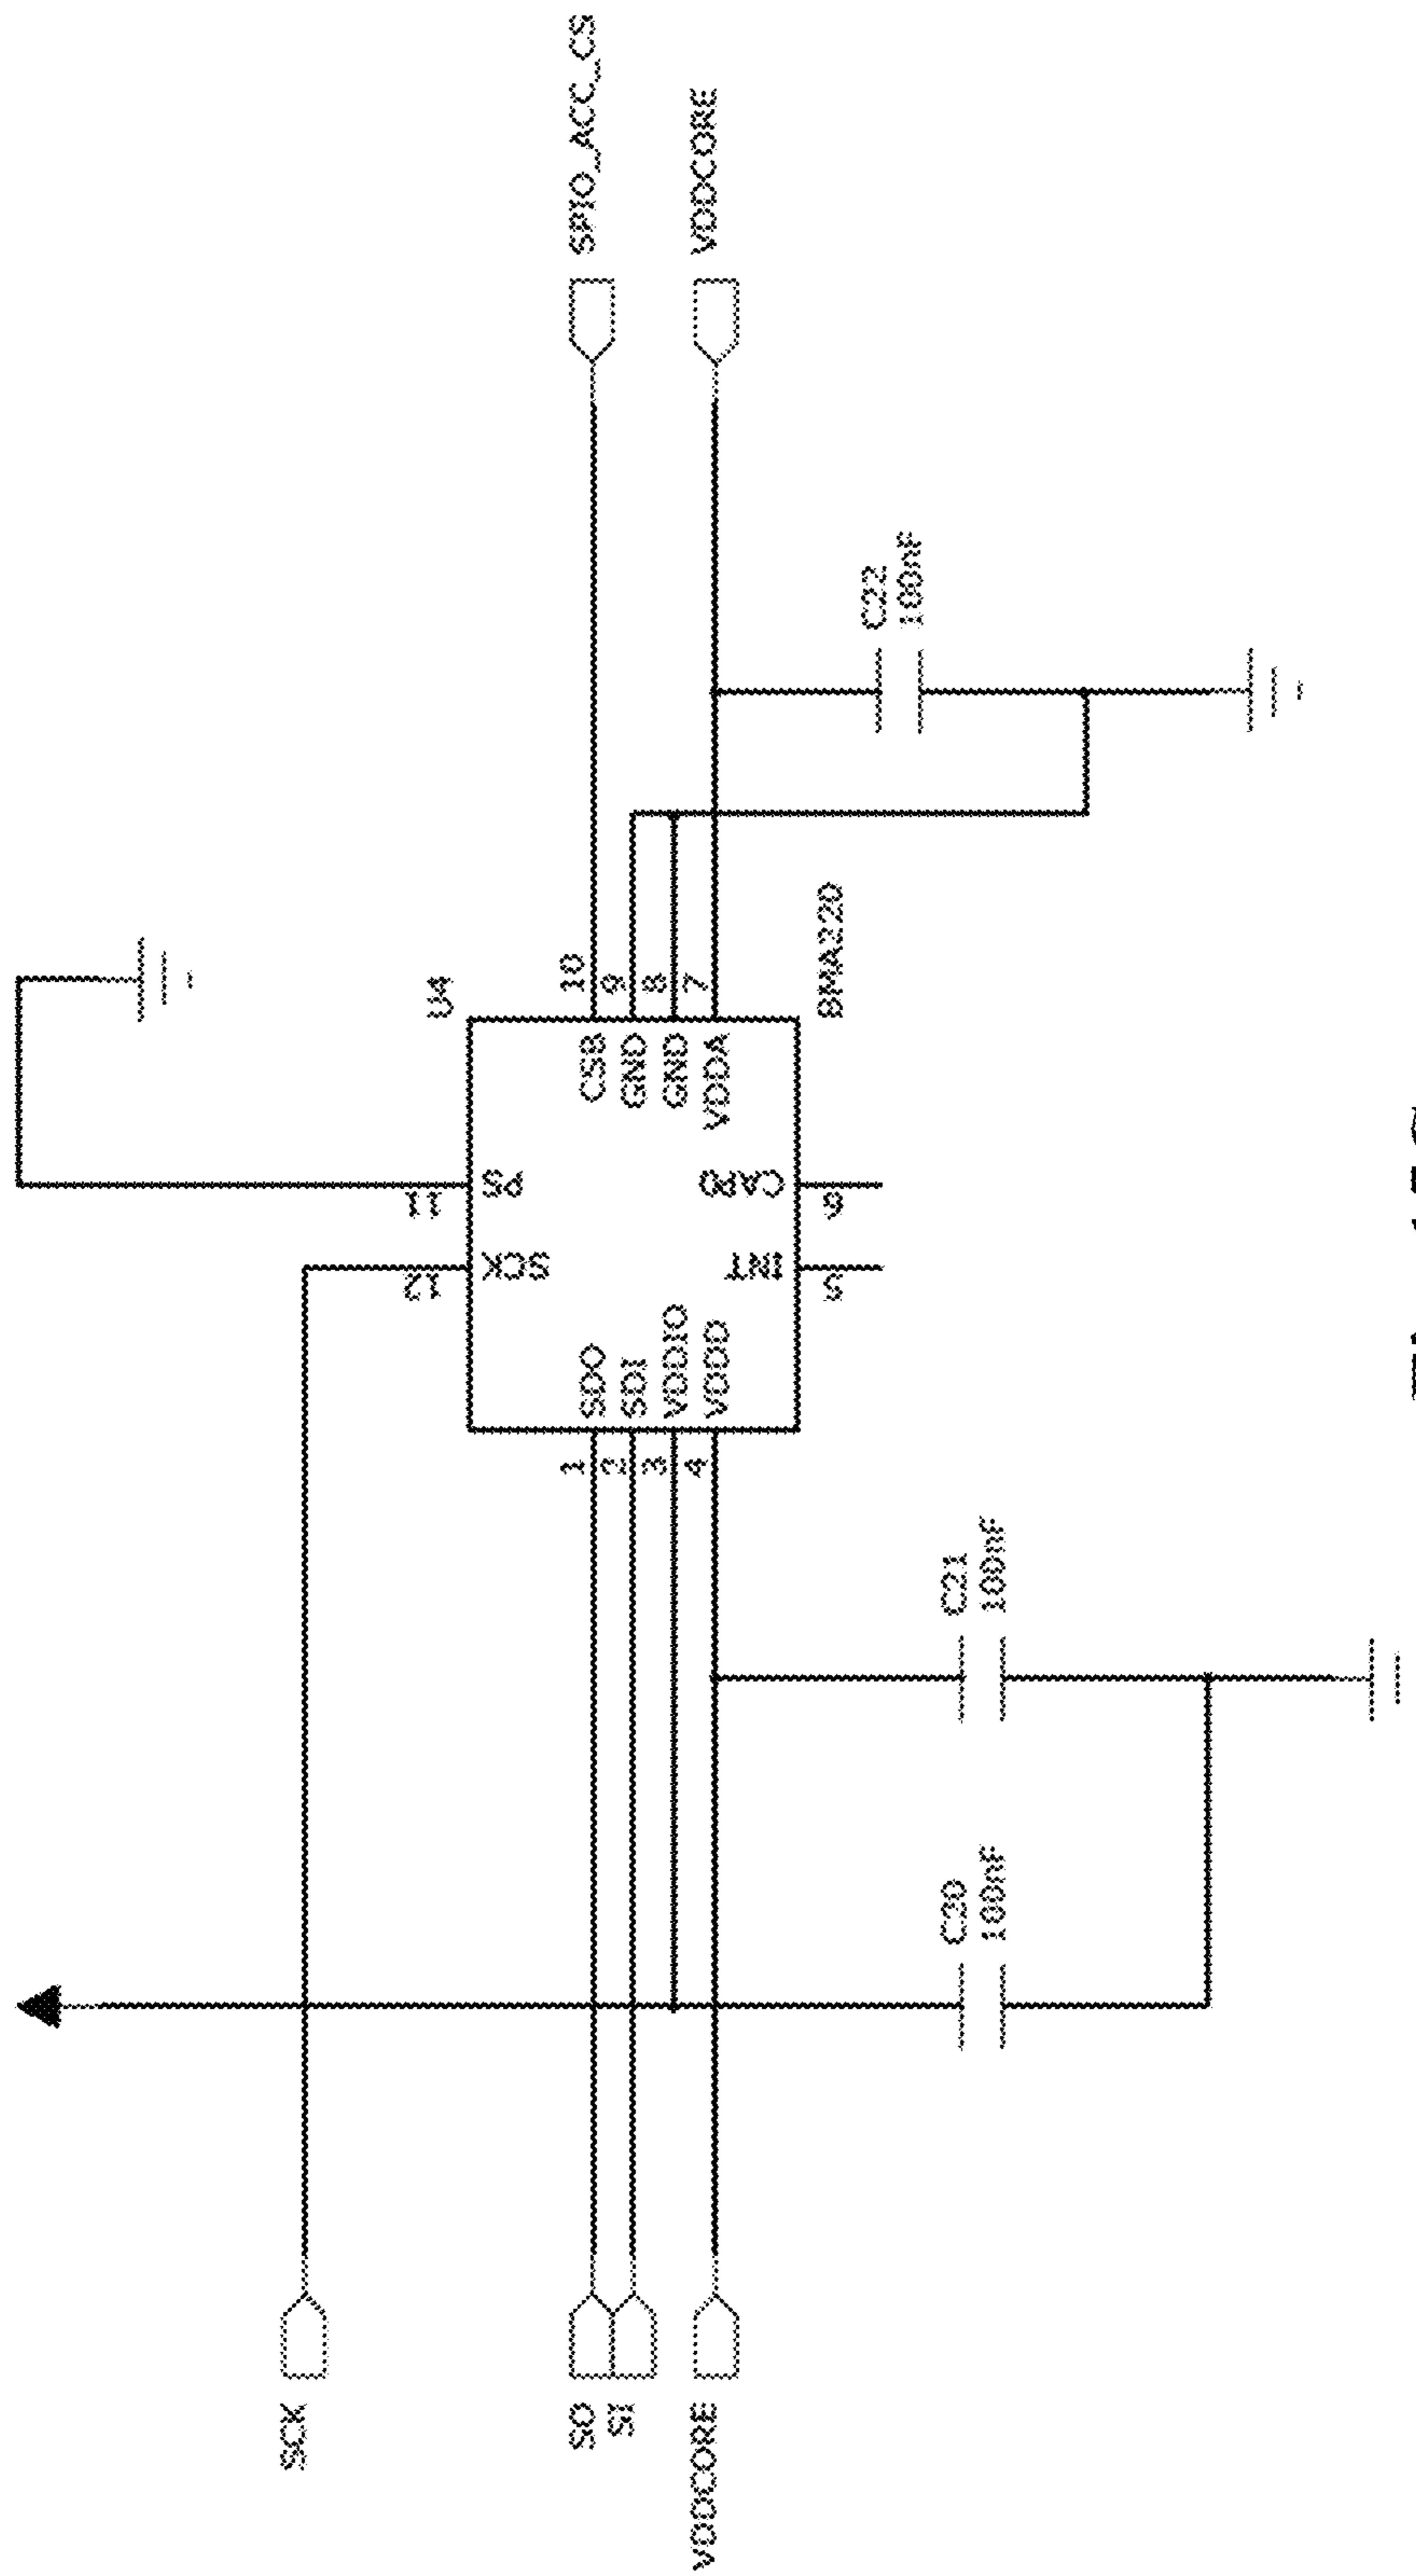 SCK
SO
SI
VDDCORE
C30
100nF
C21
100nF
U4
BMA220
12
SCK
11
PS
1
SDO
2
SDI
3
VDDIO
4
VDDD
5
INT
6
CAP0
10
CSB
9
GND
8
GND
7
VDDA
C22
100nF
SPI0_ACC_CS
VDDCORE